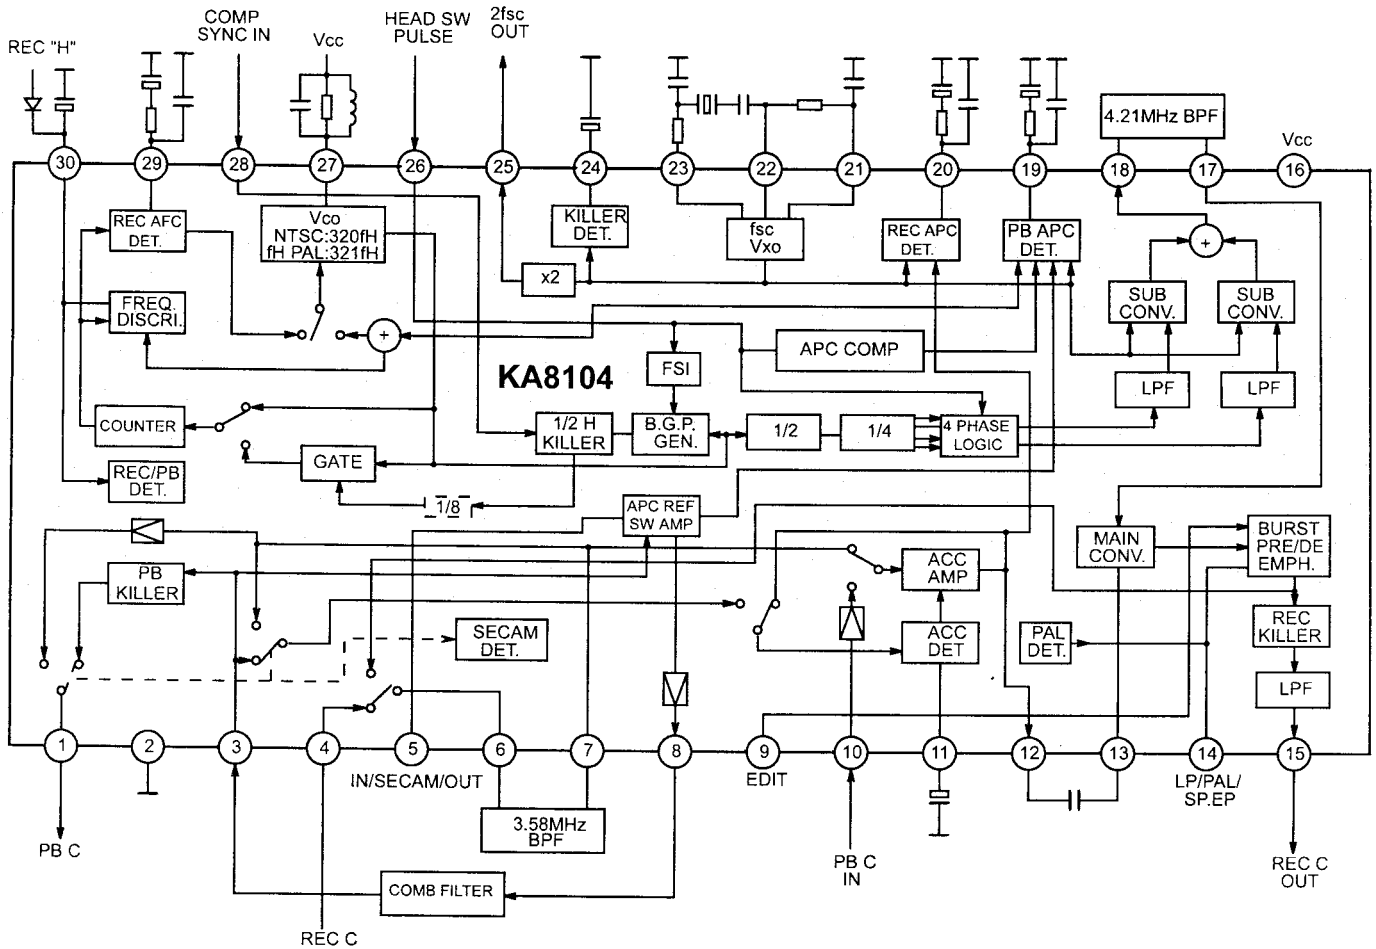 REC "H"
COMP
SYNC IN
Vcc
HEAD SW
PULSE
2fsc
OUT
4.21MHz BPF
Vcc
30
29
28
27
26
25
24
23
22
21
20
19
18
17
16
REC AFC
DET.
Vco
NTSC:320fH
fH PAL:321fH
KILLER
DET.
fsc
Vxo
REC APC
DET.
PB APC
DET.
+
x2
FREQ.
DISCRI.
+
SUB
CONV.
SUB
CONV.
APC COMP
FSI
KA8104
LPF
LPF
COUNTER
1/2 H
KILLER
B.G.P.
GEN.
1/2
1/4
4 PHASE
LOGIC
GATE
REC/PB
DET.
1/8
APC REF
SW AMP
MAIN
CONV.
BURST
PRE/DE
EMPH.
PB
KILLER
ACC
AMP
SECAM
DET.
ACC
DET
PAL
DET.
REC
KILLER
LPF
1
2
3
4
5
6
7
8
9
10
11
12
13
14
15
IN/SECAM/OUT
EDIT
LP/PAL/
SP.EP
3.58MHz
BPF
PB C
PB C
IN
REC C
OUT
COMB FILTER
REC C